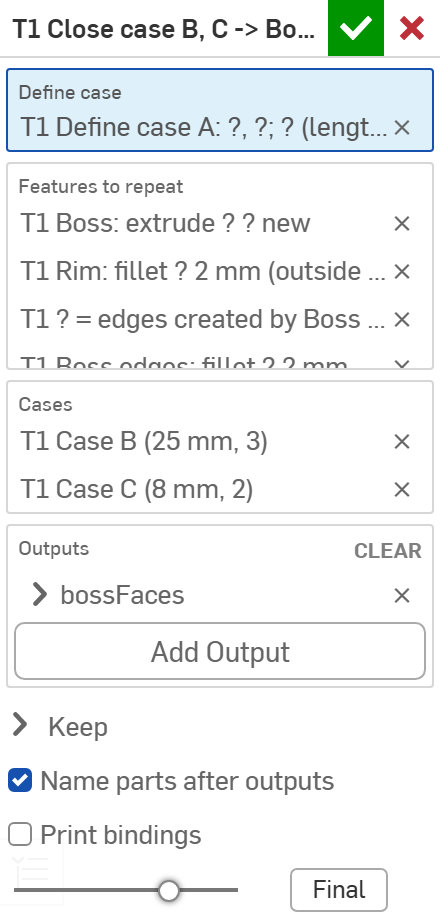 T1 Close case B, C -> Bo...
Define case
T1 Define case A: ?, ?; ? (lengt...
Features to repeat
T1 Boss: extrude ? ? new
T1 Rim: fillet ? 2 mm (outside ...
T1 ? = edges created by Boss ...
T1 Boss edges: fillet ? 2 mm
Cases
T1 Case B (25 mm, 3)
T1 Case C (8 mm, 2)
Outputs
CLEAR
bossFaces
Add Output
Keep
Name parts after outputs
Print bindings
Final